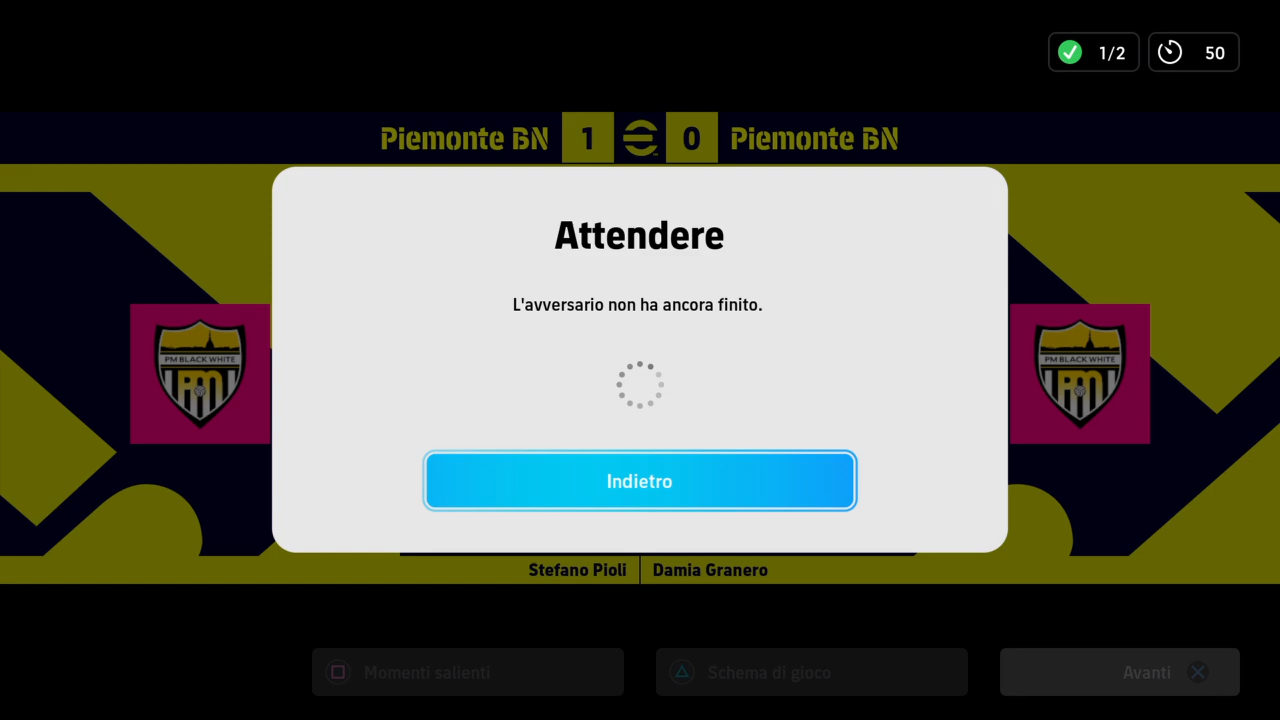 1/2
50
Piemonte BN 1 0 Piemonte BN
Attendere
L'avversario non ha ancora finito.
PM BLACK WHITE
PM BLACK WHITE
Indietro
Stefano Pioli
Damia Granero
Momenti salienti
Schema di gioco
Avanti